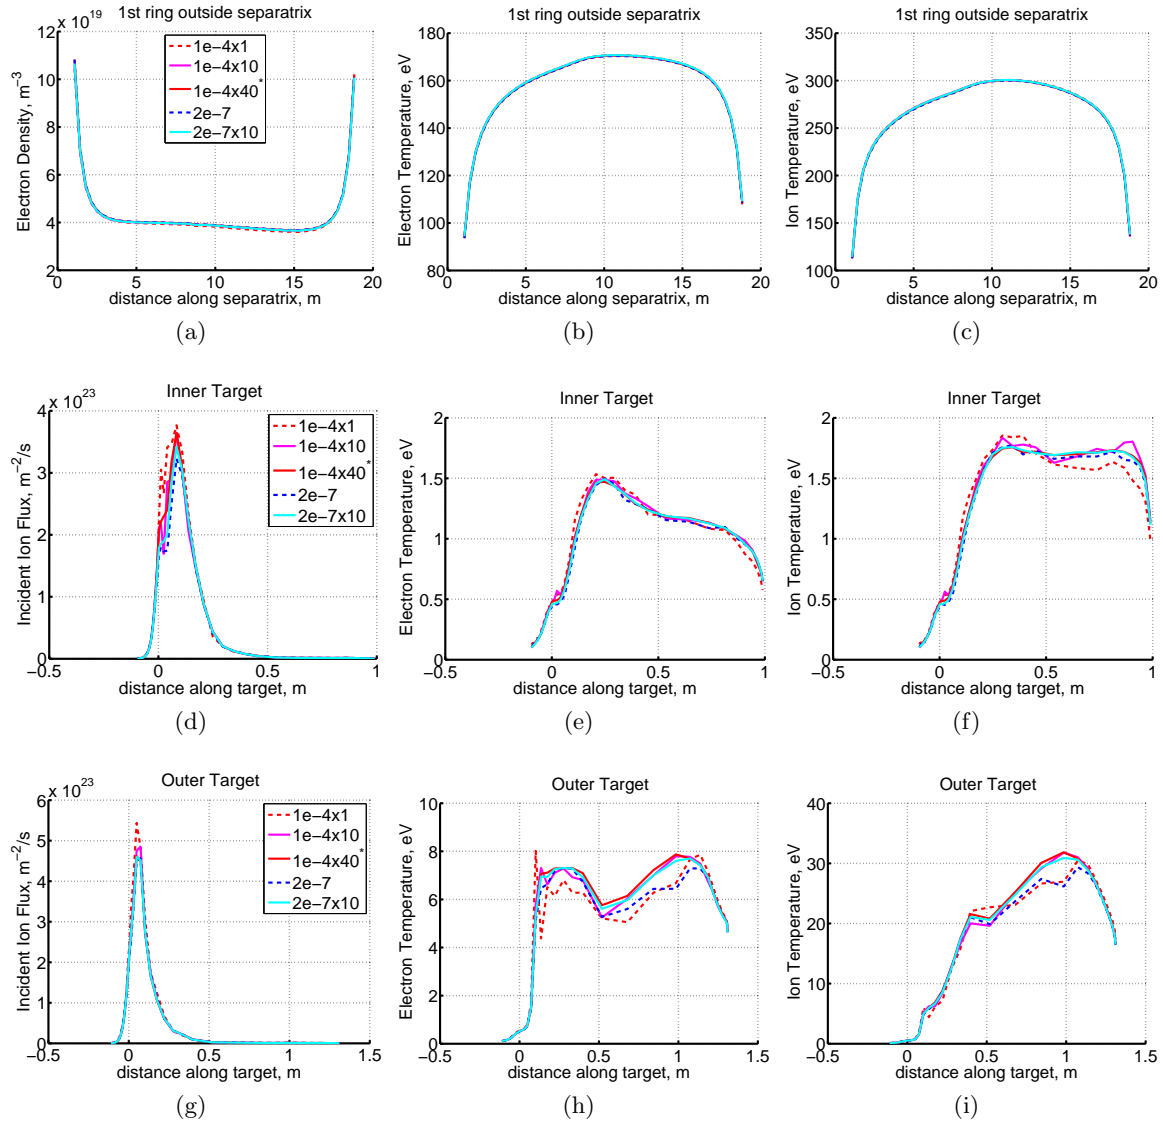 1st ring outside separatrix
x 10^19
Electron Density, m^−3
12
10
8
6
4
2
0
5
10
15
20
distance along separatrix, m
1e−4x1
1e−4x10
1e−4x40*
2e−7
2e−7x10
(a)
1st ring outside separatrix
Electron Temperature, eV
180
160
140
120
100
80
0
5
10
15
20
distance along separatrix, m
(b)
1st ring outside separatrix
Ion Temperature, eV
350
300
250
200
150
100
0
5
10
15
20
distance along separatrix, m
(c)
Inner Target
x 10^23
Incident Ion Flux, m^−2/s
4
3
2
1
0
−0.5
0
0.5
1
distance along target, m
1e−4x1
1e−4x10
1e−4x40*
2e−7
2e−7x10
(d)
Inner Target
Electron Temperature, eV
2
1.5
1
0.5
0
−0.5
0
0.5
1
distance along target, m
(e)
Inner Target
Ion Temperature, eV
2
1.5
1
0.5
0
−0.5
0
0.5
1
distance along target, m
(f)
Outer Target
x 10^23
Incident Ion Flux, m^−2/s
6
5
4
3
2
1
0
−0.5
0
0.5
1
1.5
distance along target, m
1e−4x1
1e−4x10
1e−4x40*
2e−7
2e−7x10
(g)
Outer Target
Electron Temperature, eV
10
8
6
4
2
0
−0.5
0
0.5
1
1.5
distance along target, m
(h)
Outer Target
Ion Temperature, eV
40
30
20
10
0
−0.5
0
0.5
1
1.5
distance along target, m
(i)